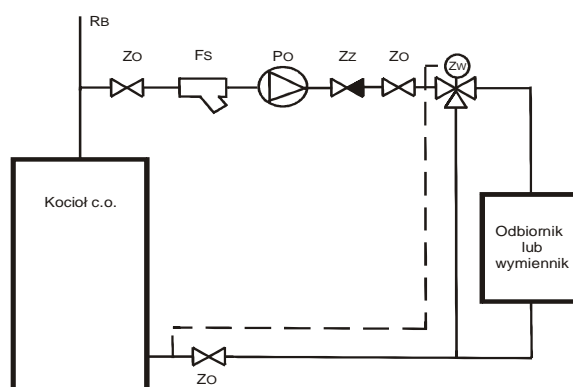 RB
ZO
FS
PO
ZZ
ZO
ZW
Kocioł c.o.
Odbiornik
lub
wymiennik
ZO